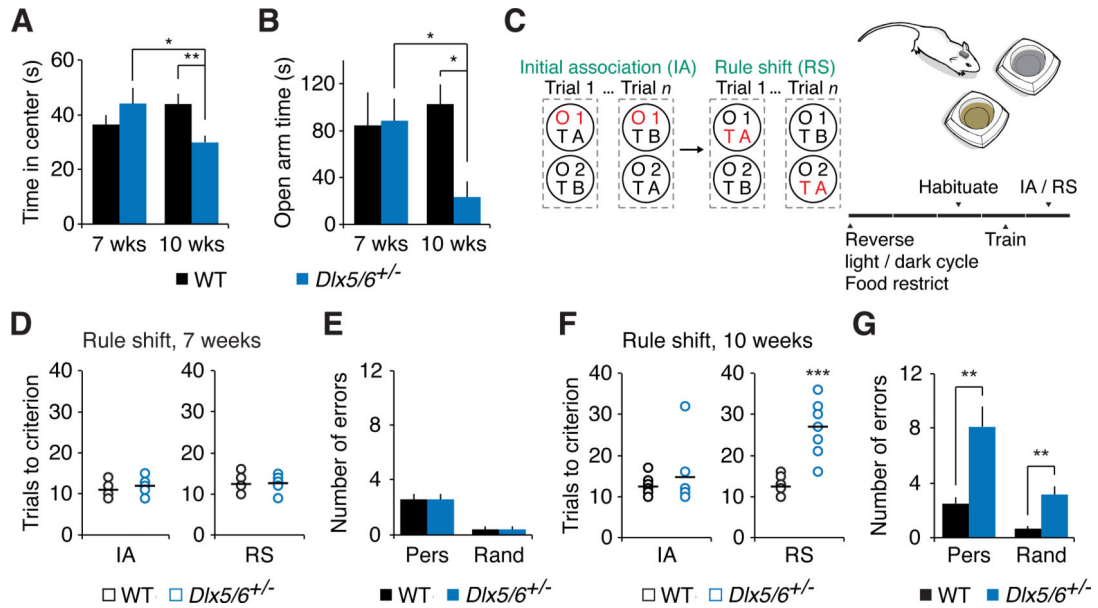 A
Time in center (s)
60
40
20
0
*
**
7 wks
10 wks
B
Open arm time (s)
120
80
40
0
*
*
7 wks
10 wks
WT
Dlx5/6+/-
C
Initial association (IA)
Rule shift (RS)
Trial 1 ... Trial n
Trial 1 ... Trial n
O 1
T A
O 1
T B
O 1
T A
O 1
T B
O 2
T B
O 2
T A
O 2
T B
O 2
T A
Habituate
IA / RS
Reverse
light / dark cycle
Food restrict
Train
D
Rule shift, 7 weeks
Trials to criterion
40
30
20
10
0
IA
40
30
20
10
0
RS
WT
Dlx5/6+/-
E
Number of errors
12
8
4
0
Pers
Rand
WT
Dlx5/6+/-
F
Rule shift, 10 weeks
Trials to criterion
40
30
20
10
0
IA
40
30
20
10
0
***
RS
WT
Dlx5/6+/-
G
Number of errors
12
8
4
0
**
**
Pers
Rand
WT
Dlx5/6+/-